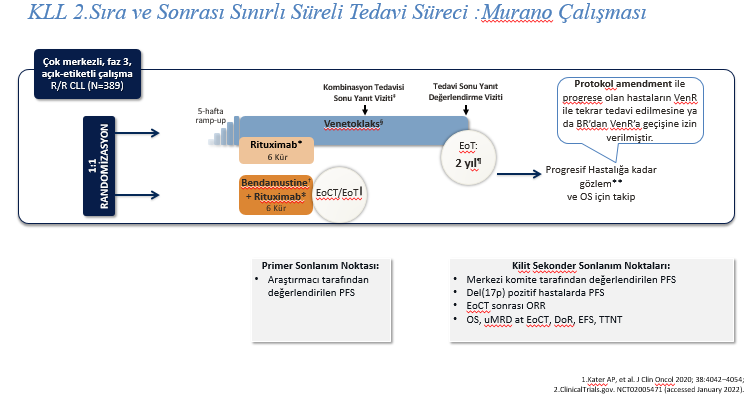 KLL 2.Sıra ve Sonrası Sınırlı Süreli Tedavi Süreci :Murano Çalışması
Çok merkezli, faz 3,
açık-etiketli çalışma
R/R CLL (N=389)
1:1
RANDOMİZASYON
5-hafta
ramp-up
Kombinasyon Tedavisi
Sonu Yanıt Viziti‡
Tedavi Sonu Yanıt
Değerlendirme Viziti
Venetoklaks§
Rituximab*
6 Kür
Bendamustine†
+ Rituximab*
6 Kür
EoCT/EoT‖
EoT:
2 yıl¶
Protokol amendment ile
progrese olan hastaların VenR
ile tekrar tedavi edilmesine ya
da BR'dan VenR'a geçişine izin
verilmiştir.
Progresif Hastalığa kadar
gözlem**
ve OS için takip
Primer Sonlanım Noktası:
• Araştırmacı tarafından
değerlendirilen PFS
Kilit Sekonder Sonlanım Noktaları:
• Merkezi komite tarafından değerlendirilen PFS
• Del(17p) pozitif hastalarda PFS
• EoCT sonrası ORR
• OS, uMRD at EoCT, DoR, EFS, TTNT
1.Kater AP, et al. J Clin Oncol 2020; 38:4042–4054;
2.ClinicalTrials.gov. NCT02005471 (accessed January 2022).